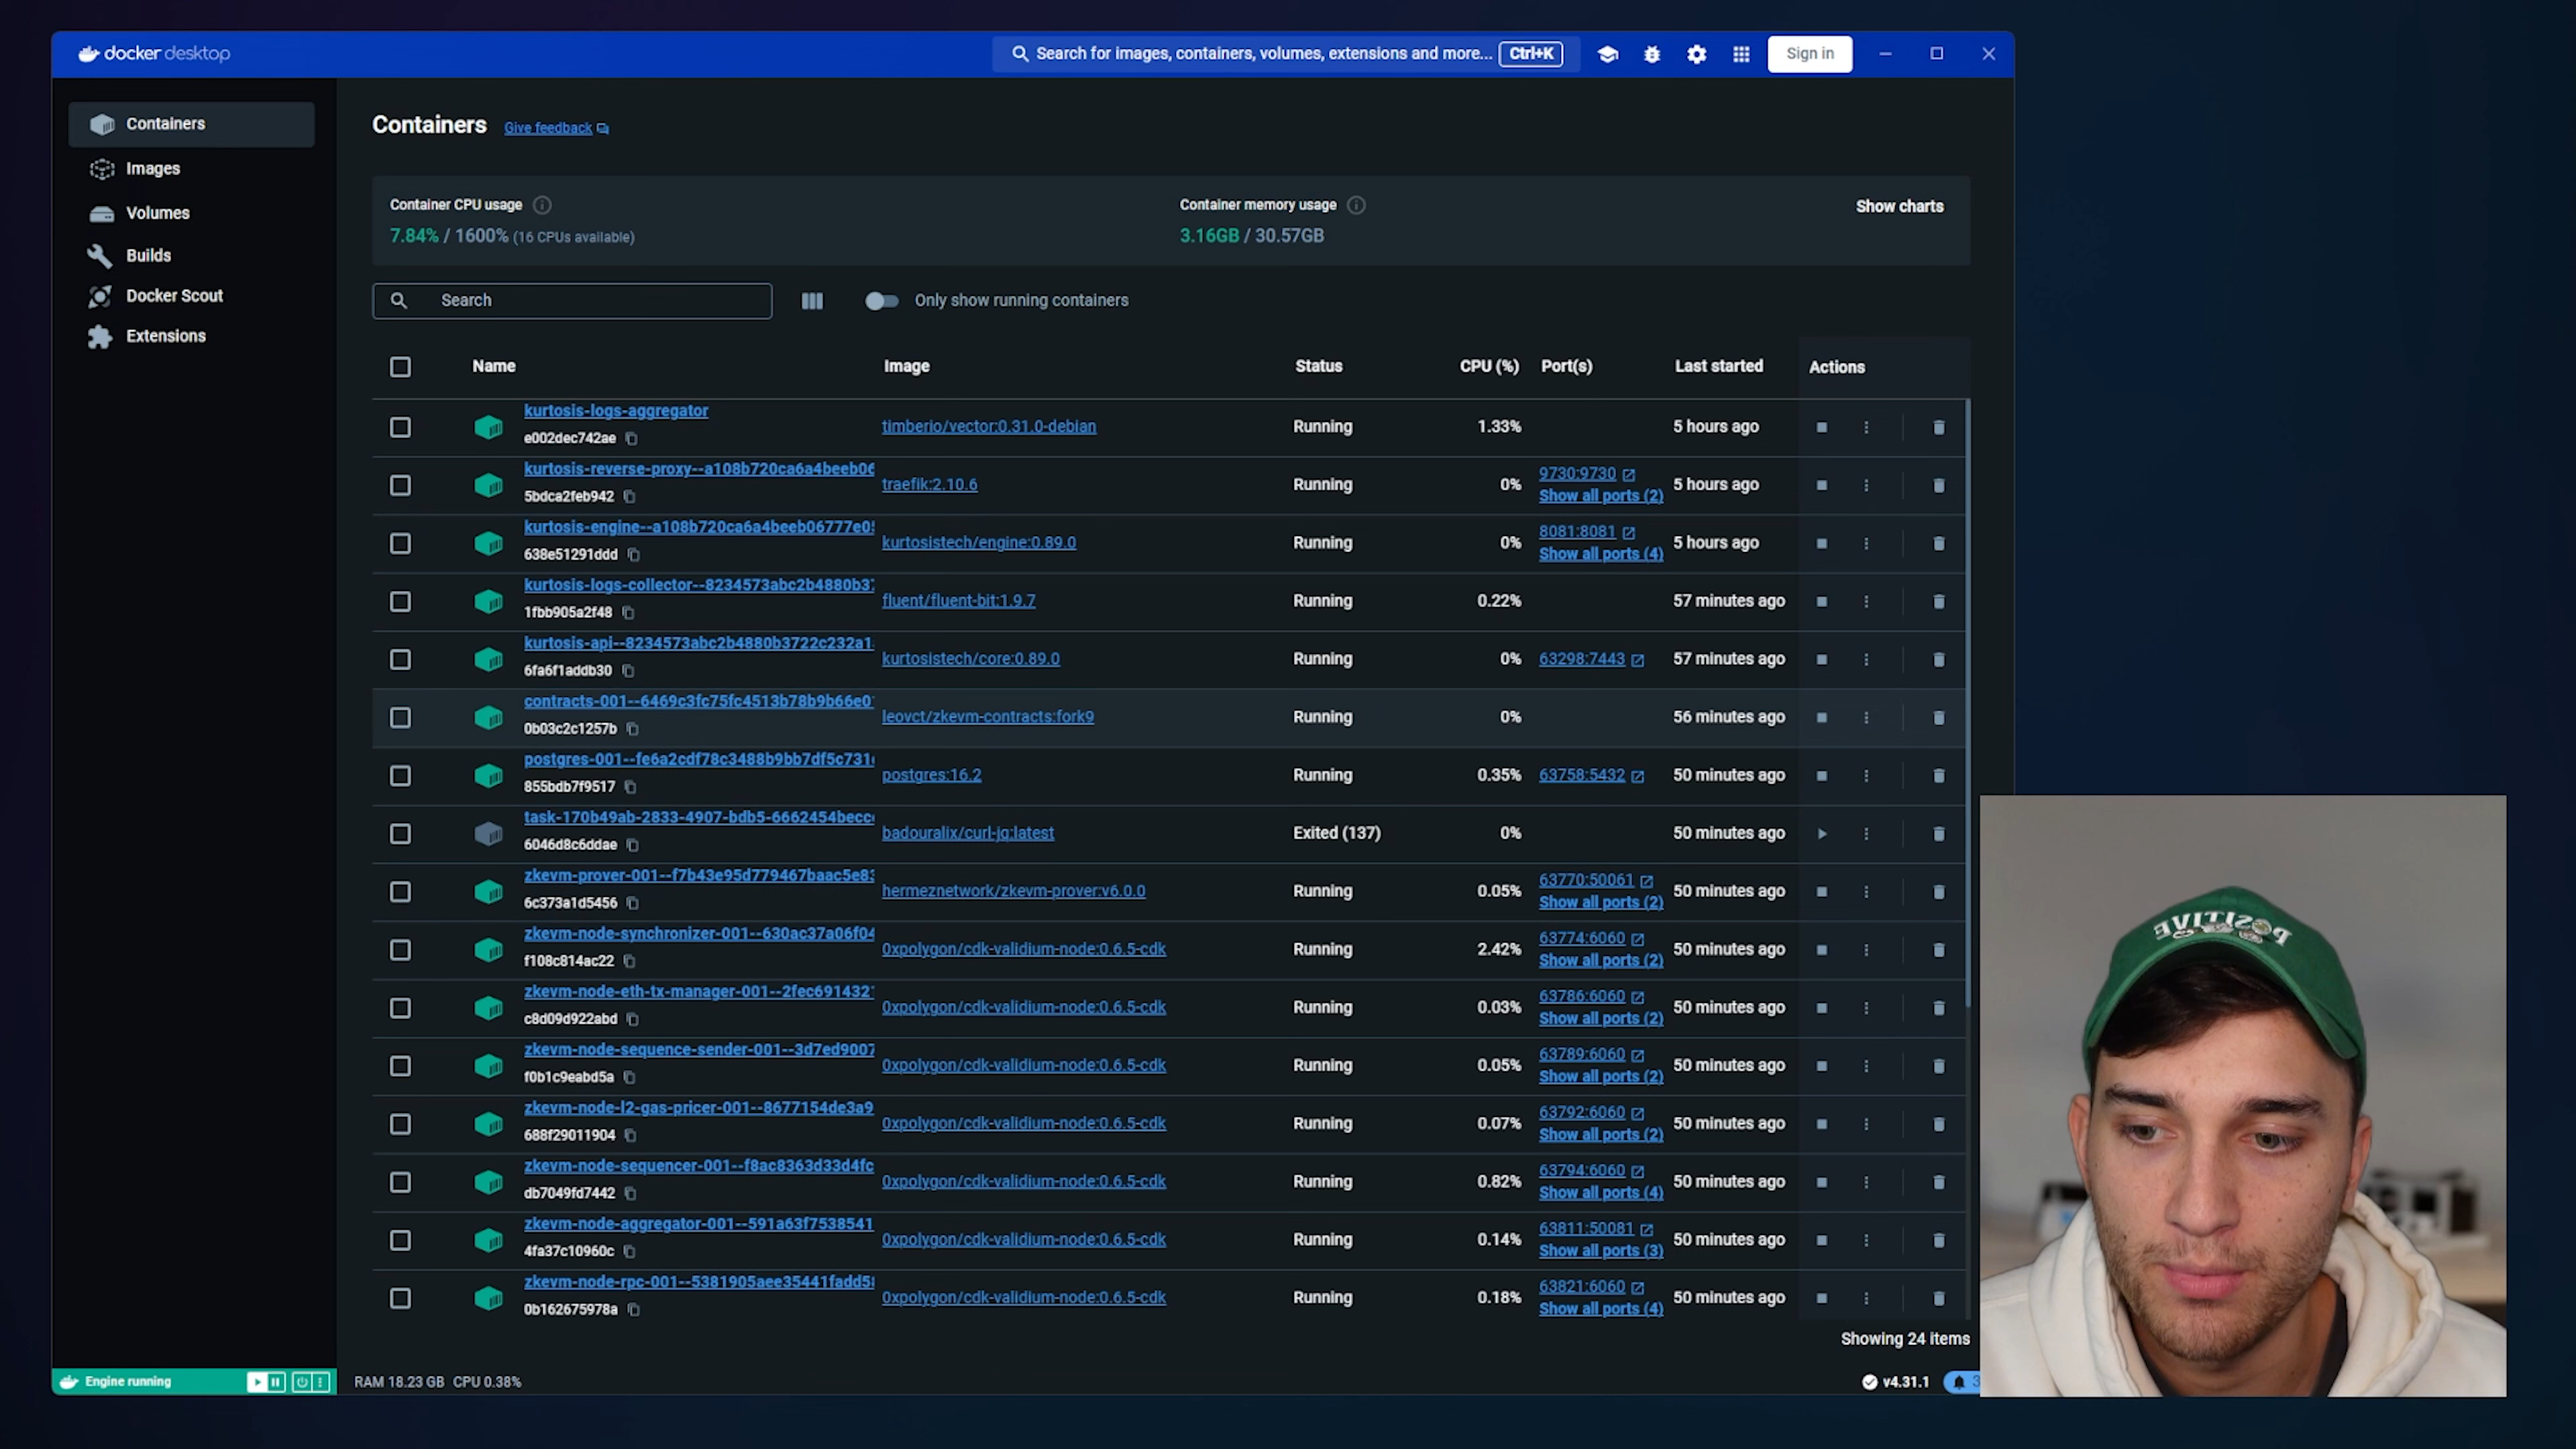 docker desktop
Search for images, containers, volumes, extensions and more... Ctrl+K
Sign in
Containers
Images
Volumes
Builds
Docker Scout
Extensions
Containers Give feedback
Container CPU usage
7.84% / 1600% (16 CPUs available)
Container memory usage
3.16GB / 30.57GB
Show charts
Search
Only show running containers
Name Image Status CPU (%) Port(s) Last started Actions
kurtosis-logs-aggregator
e002dec742ae
timberio/vector:0.31.0-debian Running 1.33% 5 hours ago
kurtosis-reverse-proxy--a108b720ca6a4beeb06
5bdca2feb942
traefik:2.10.6 Running 0% 9730:9730 5 hours ago
Show all ports (2)
kurtosis-engine--a108b720ca6a4beeb06777e05
638e51291ddd
kurtosistech/engine:0.89.0 Running 0% 8081:8081 5 hours ago
Show all ports (4)
kurtosis-logs-collector--8234573abc2b4880b37
1fbb905a2f48
fluent/fluent-bit:1.9.7 Running 0.22% 57 minutes ago
kurtosis-api--8234573abc2b4880b3722c232a1
6fa6f1addb30
kurtosistech/core:0.89.0 Running 0% 63298:7443 57 minutes ago
contracts-001--6469c3fc75fc4513b78b9b66e0
0b03c2c1257b
leovct/zkevm-contracts:fork9 Running 0% 56 minutes ago
postgres-001--fe6a2cdf78c3488b9bb7df5c731
855bdb7f9517
postgres:16.2 Running 0.35% 63758:5432 50 minutes ago
task-170b49ab-2833-4907-bdb5-6662454becc
6046d8c6ddae
badouralix/curl-jq:latest Exited (137) 0% 50 minutes ago
zkevm-prover-001--f7b43e95d779467baac5e83
6c373a1d5456
hermeznetwork/zkevm-prover:v6.0.0 Running 0.05% 63770:50061 50 minutes ago
Show all ports (2)
zkevm-node-synchronizer-001--630ac37a06f04
f108c814ac22
0xpolygon/cdk-validium-node:0.6.5-cdk Running 2.42% 63774:6060 50 minutes ago
Show all ports (2)
zkevm-node-eth-tx-manager-001--2fec691432
c8d09d922abd
0xpolygon/cdk-validium-node:0.6.5-cdk Running 0.03% 63786:6060 50 minutes ago
Show all ports (2)
zkevm-node-sequence-sender-001--3d7ed9007
f0b1c9eabd5a
0xpolygon/cdk-validium-node:0.6.5-cdk Running 0.05% 63789:6060 50 minutes ago
Show all ports (2)
zkevm-node-l2-gas-pricer-001--8677154de3a9
688f29011904
0xpolygon/cdk-validium-node:0.6.5-cdk Running 0.07% 63792:6060 50 minutes ago
Show all ports (2)
zkevm-node-sequencer-001--f8ac8363d33d4fc
db7049fd7442
0xpolygon/cdk-validium-node:0.6.5-cdk Running 0.82% 63794:6060 50 minutes ago
Show all ports (4)
zkevm-node-aggregator-001--591a63f7538541
4fa37c10960c
0xpolygon/cdk-validium-node:0.6.5-cdk Running 0.14% 63811:50081 50 minutes ago
Show all ports (3)
zkevm-node-rpc-001--5381905aee35441fadd58
0b162675978a
0xpolygon/cdk-validium-node:0.6.5-cdk Running 0.18% 63821:6060 50 minutes ago
Show all ports (4)
Showing 24 items
Engine running
RAM 18.23 GB CPU 0.38%
v4.31.1
3
POSITIVE